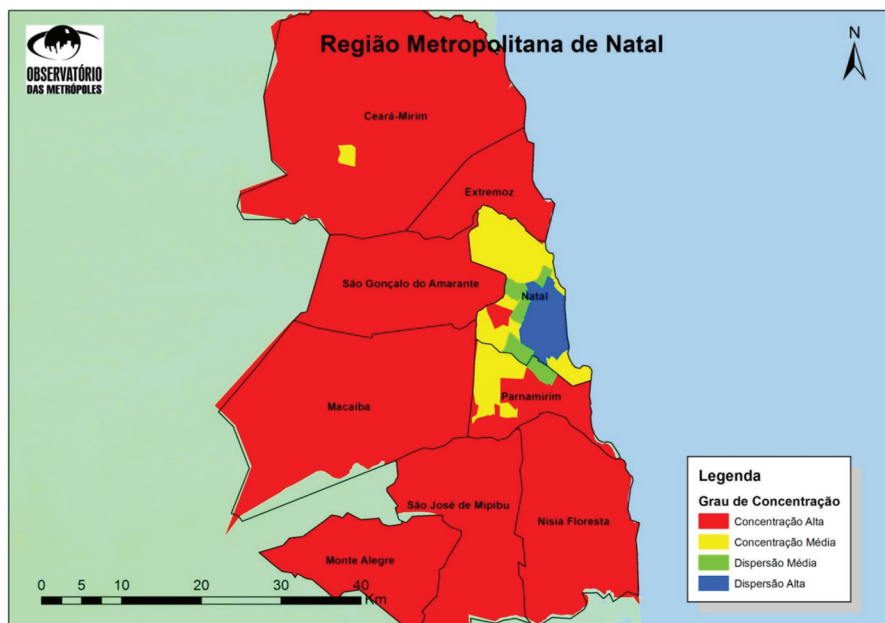 OBSERVATÓRIO
DAS METRÓPOLES
Região Metropolitana de Natal
N
Ceará-Mirim
Extremoz
São Gonçalo do Amarante
Natal
Macaiba
Parnamirim
São José de Mipibu
Nisia Floresta
Monte Alegre
0 5 10 20 30 40
Km
Legenda
Grau de Concentração
Concentração Alta
Concentração Média
Dispersão Média
Dispersão Alta